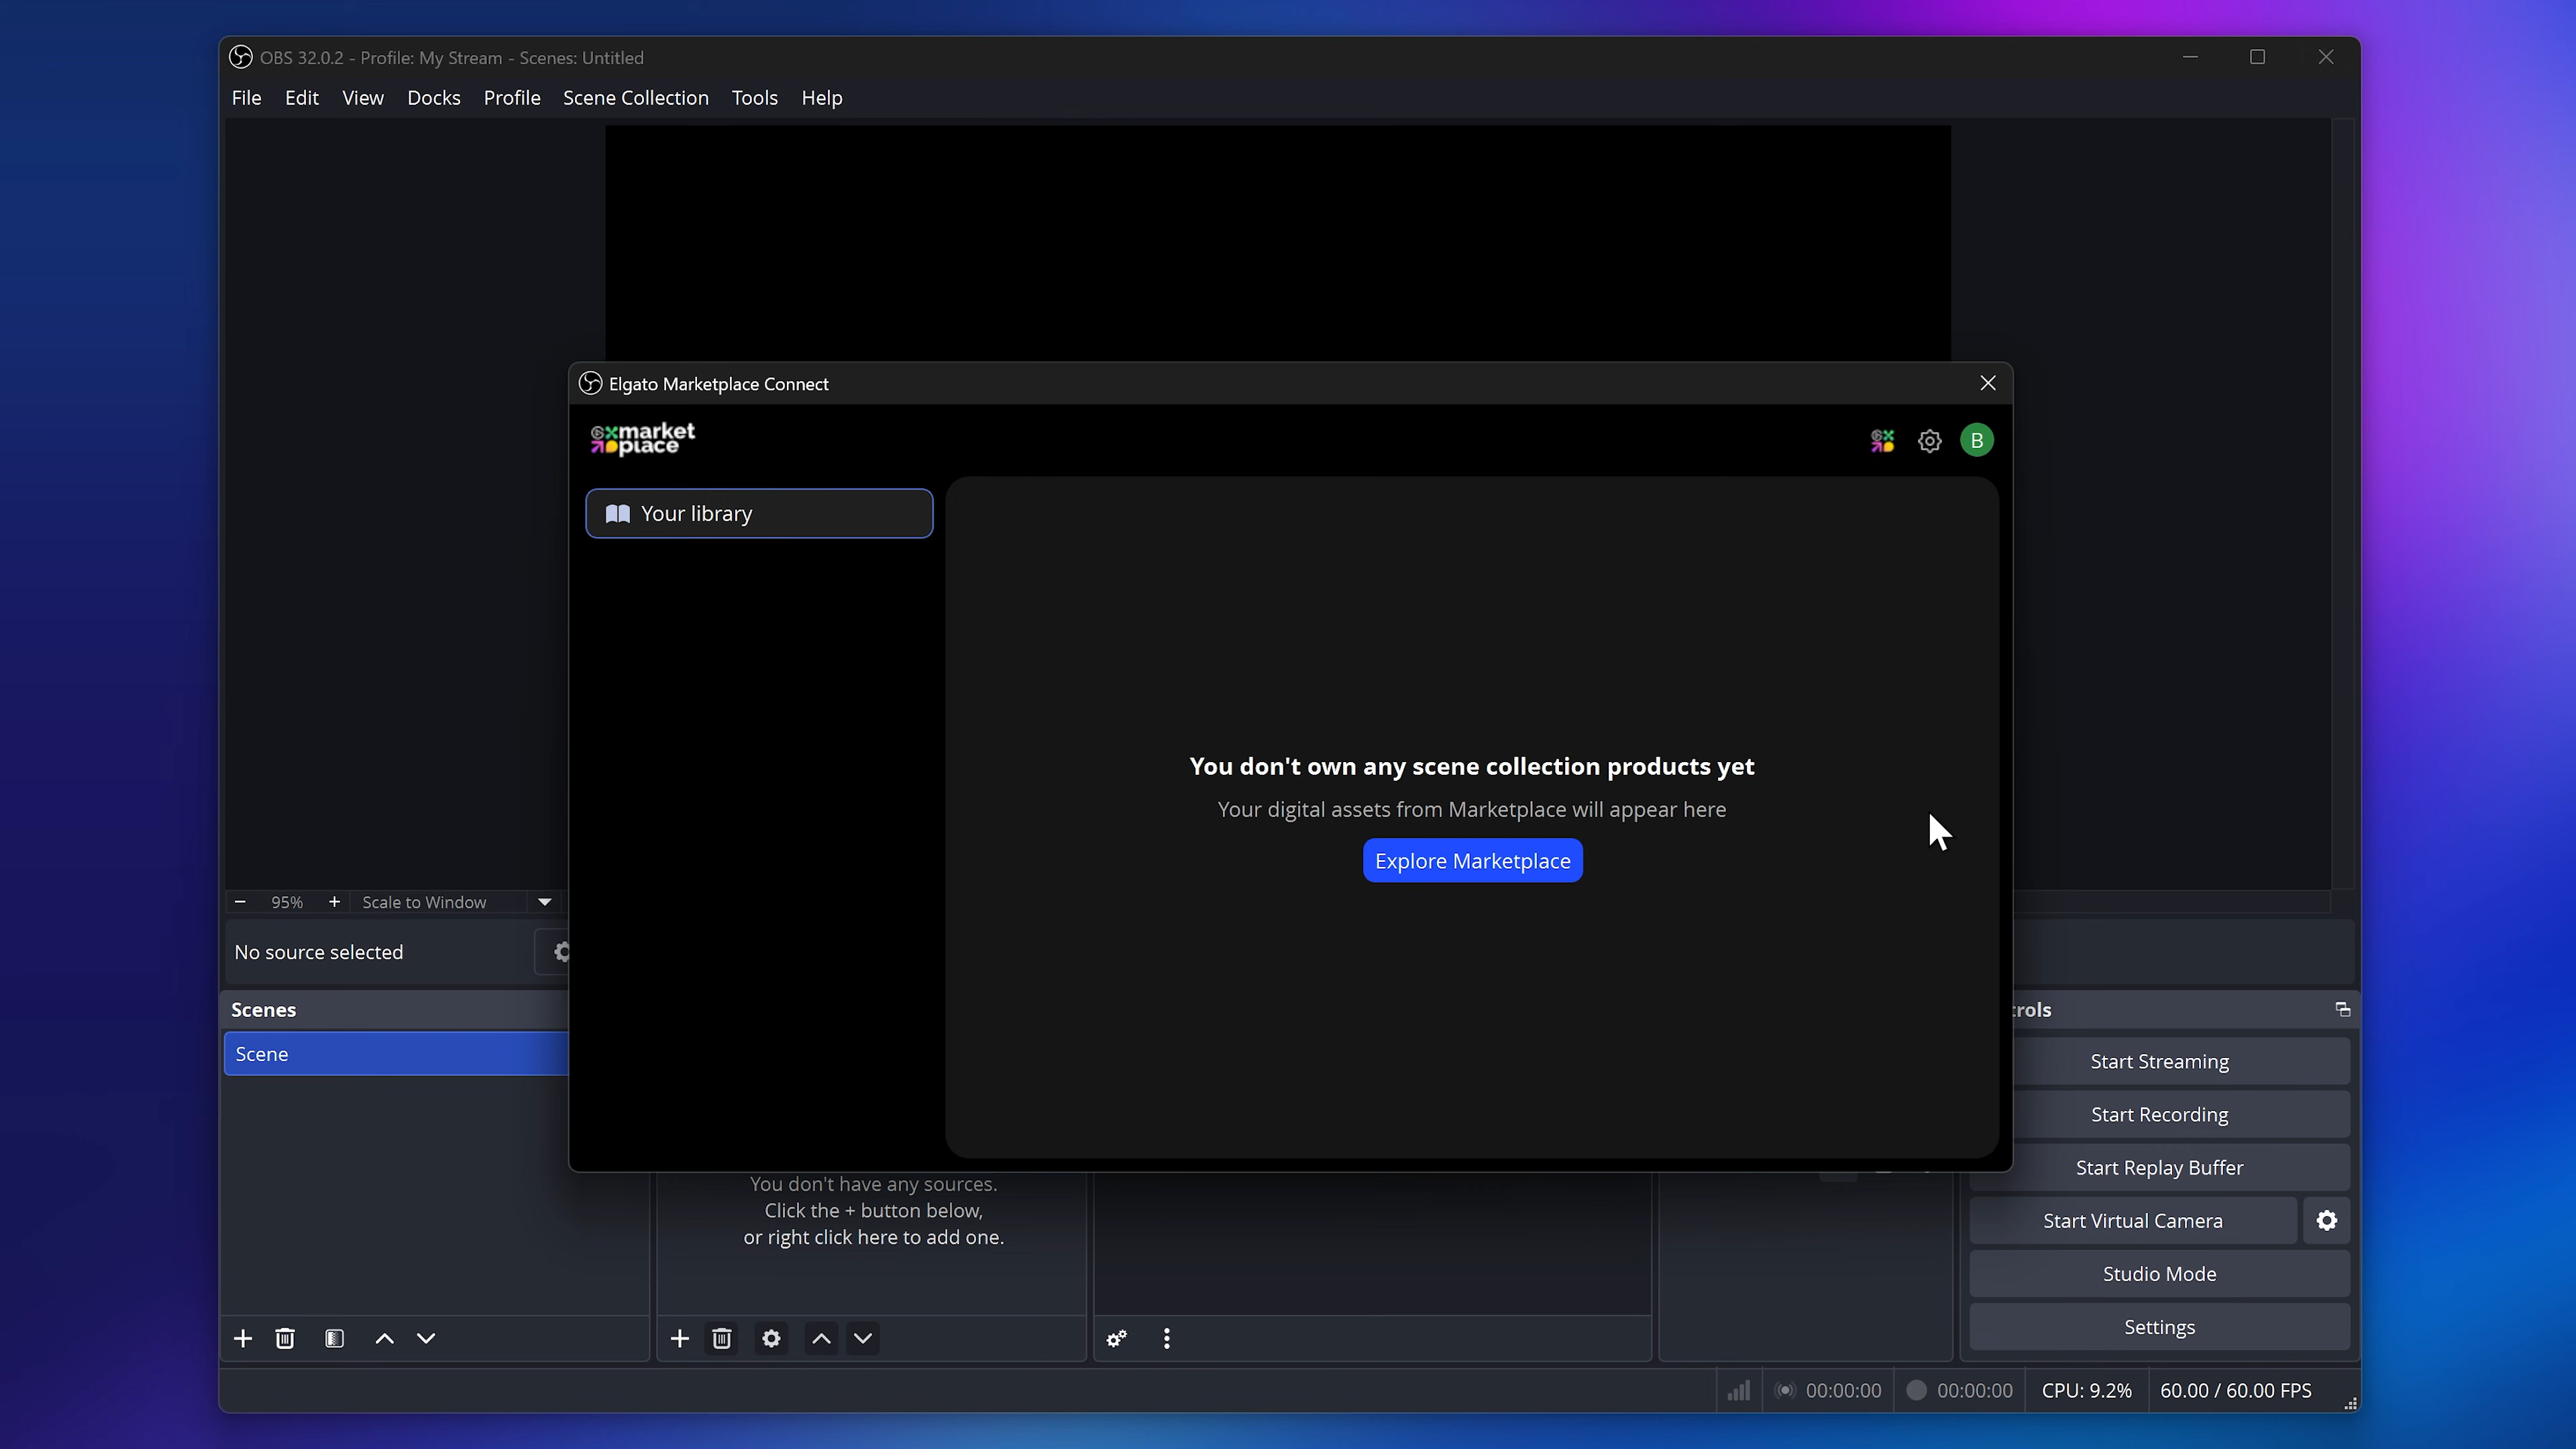 OBS 32.0.2 - Profile: My Stream - Scenes: Untitled
File Edit View Docks Profile Scene Collection Tools Help
Elgato Marketplace Connect
market
place
B
Your library
You don't own any scene collection products yet
Your digital assets from Marketplace will appear here
Explore Marketplace
95% Scale to Window
No source selected
Scenes
trols
Scene
Start Streaming
Start Recording
Start Replay Buffer
Start Virtual Camera
Studio Mode
Settings
You don't have any sources.
Click the + button below,
or right click here to add one.
00:00:00 00:00:00 CPU: 9.2% 60.00 / 60.00 FPS